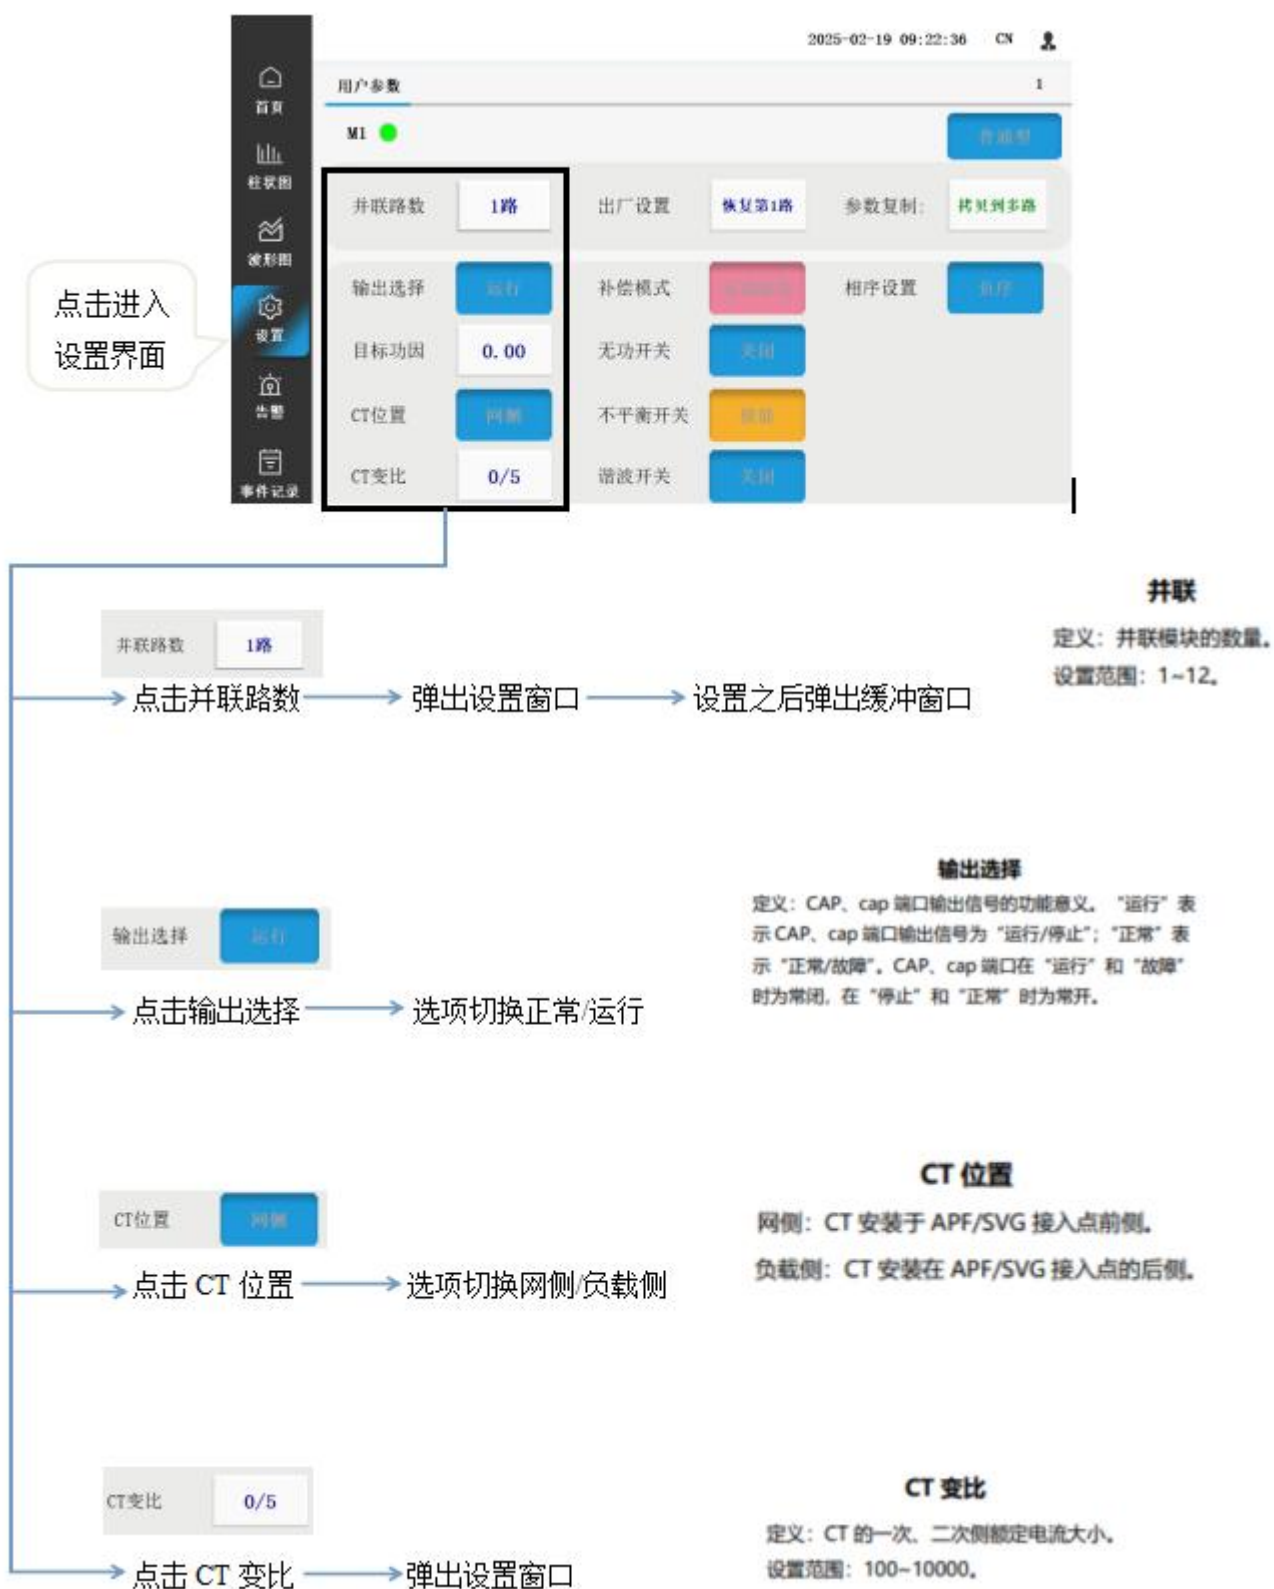 2025-02-19 09:22:36 CN
首页
用户参数 1
M1
柱状图
并联路数 1路 出厂设置 恢复第1路 参数复制: 拷贝到多路
波形图
点击进入
设置界面
输出选择 运行 补偿模式 相序设置
设置
目标功因 0.00 无功开关 关闭
告警
CT位置 网侧 不平衡开关
CT变比 0/5 谐波开关 关闭
事件记录
并联
定义：并联模块的数量。
设置范围：1~12。
并联路数 1路
点击并联路数 弹出设置窗口 设置之后弹出缓冲窗口
输出选择
定义：CAP、cap 端口输出信号的功能意义。 “运行”表
示 CAP、cap 端口输出信号为“运行/停止”；“正常”表
示“正常/故障”。CAP、cap 端口在“运行”和“故障”
时为常闭，在“停止”和“正常”时为常开。
输出选择 运行
点击输出选择 选项切换正常/运行
CT 位置
网侧：CT 安装于 APF/SVG 接入点前侧。
负载侧：CT 安装在 APF/SVG 接入点的后侧。
CT位置 网侧
点击 CT 位置 选项切换网侧/负载侧
CT 变比
定义：CT 的一次、二次侧额定电流大小。
设置范围：100~10000。
CT变比 0/5
点击 CT 变比 弹出设置窗口